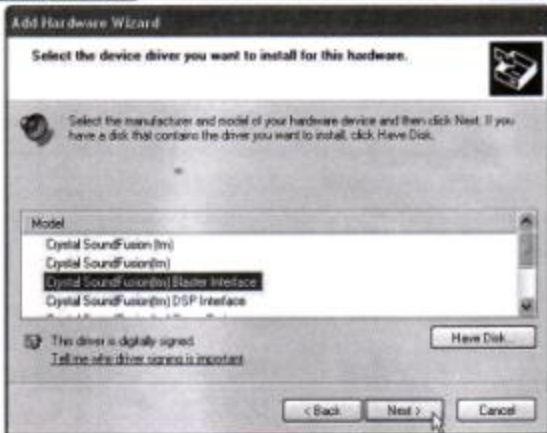 Add Hardware Wizard
Select the device driver you want to install for this hardware.
Select the manufacturer and model of your hardware device and then click Next. If you
have a disk that contains the driver you want to install, click Have Disk.
Model
Crystal SoundFusion (tm)
Crystal SoundFusion(tm)
Crystal SoundFusion(tm) Blaster Interface
Crystal SoundFusion(tm) DSP Interface
This driver is digitally signed.
Have Disk...
Tell me why driver signing is important
< Back
Next >
Cancel